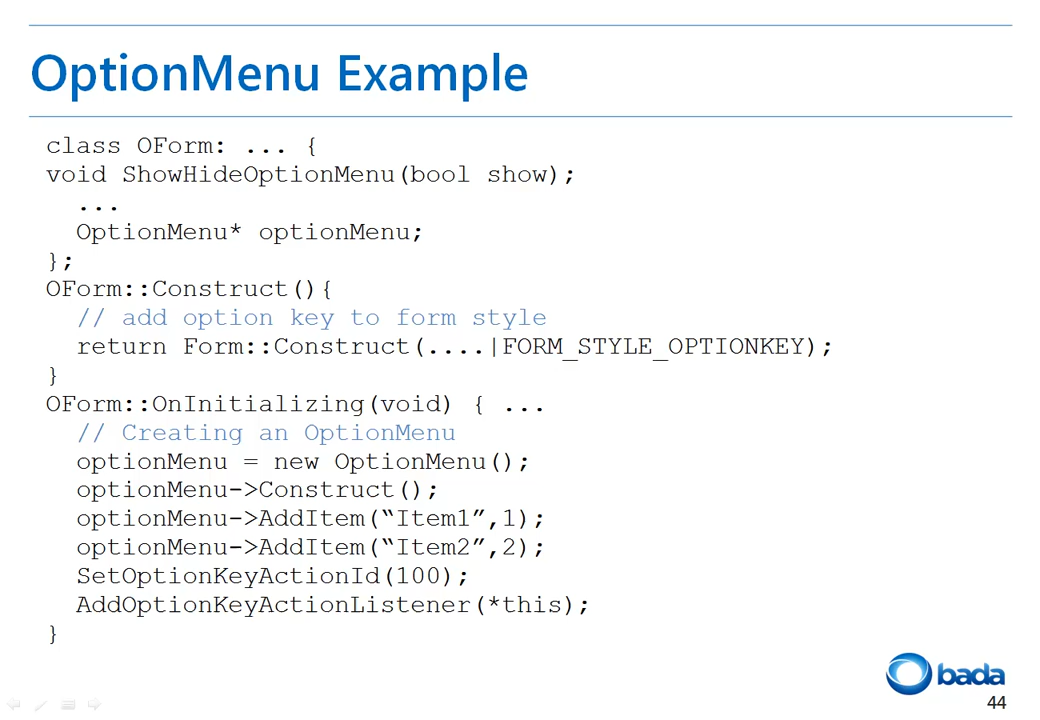 OptionMenu Example
class OForm: ... {
void ShowHideOptionMenu(bool show);
...
OptionMenu* optionMenu;
};
OForm::Construct(){
// add option key to form style
return Form::Construct(....|FORM_STYLE_OPTIONKEY);
}
OForm::OnInitializing(void) { ...
// Creating an OptionMenu
optionMenu = new OptionMenu();
optionMenu->Construct();
optionMenu->AddItem(“Item1”,1);
optionMenu->AddItem(“Item2”,2);
SetOptionKeyActionId(100);
AddOptionKeyActionListener(*this);
}
bada
44